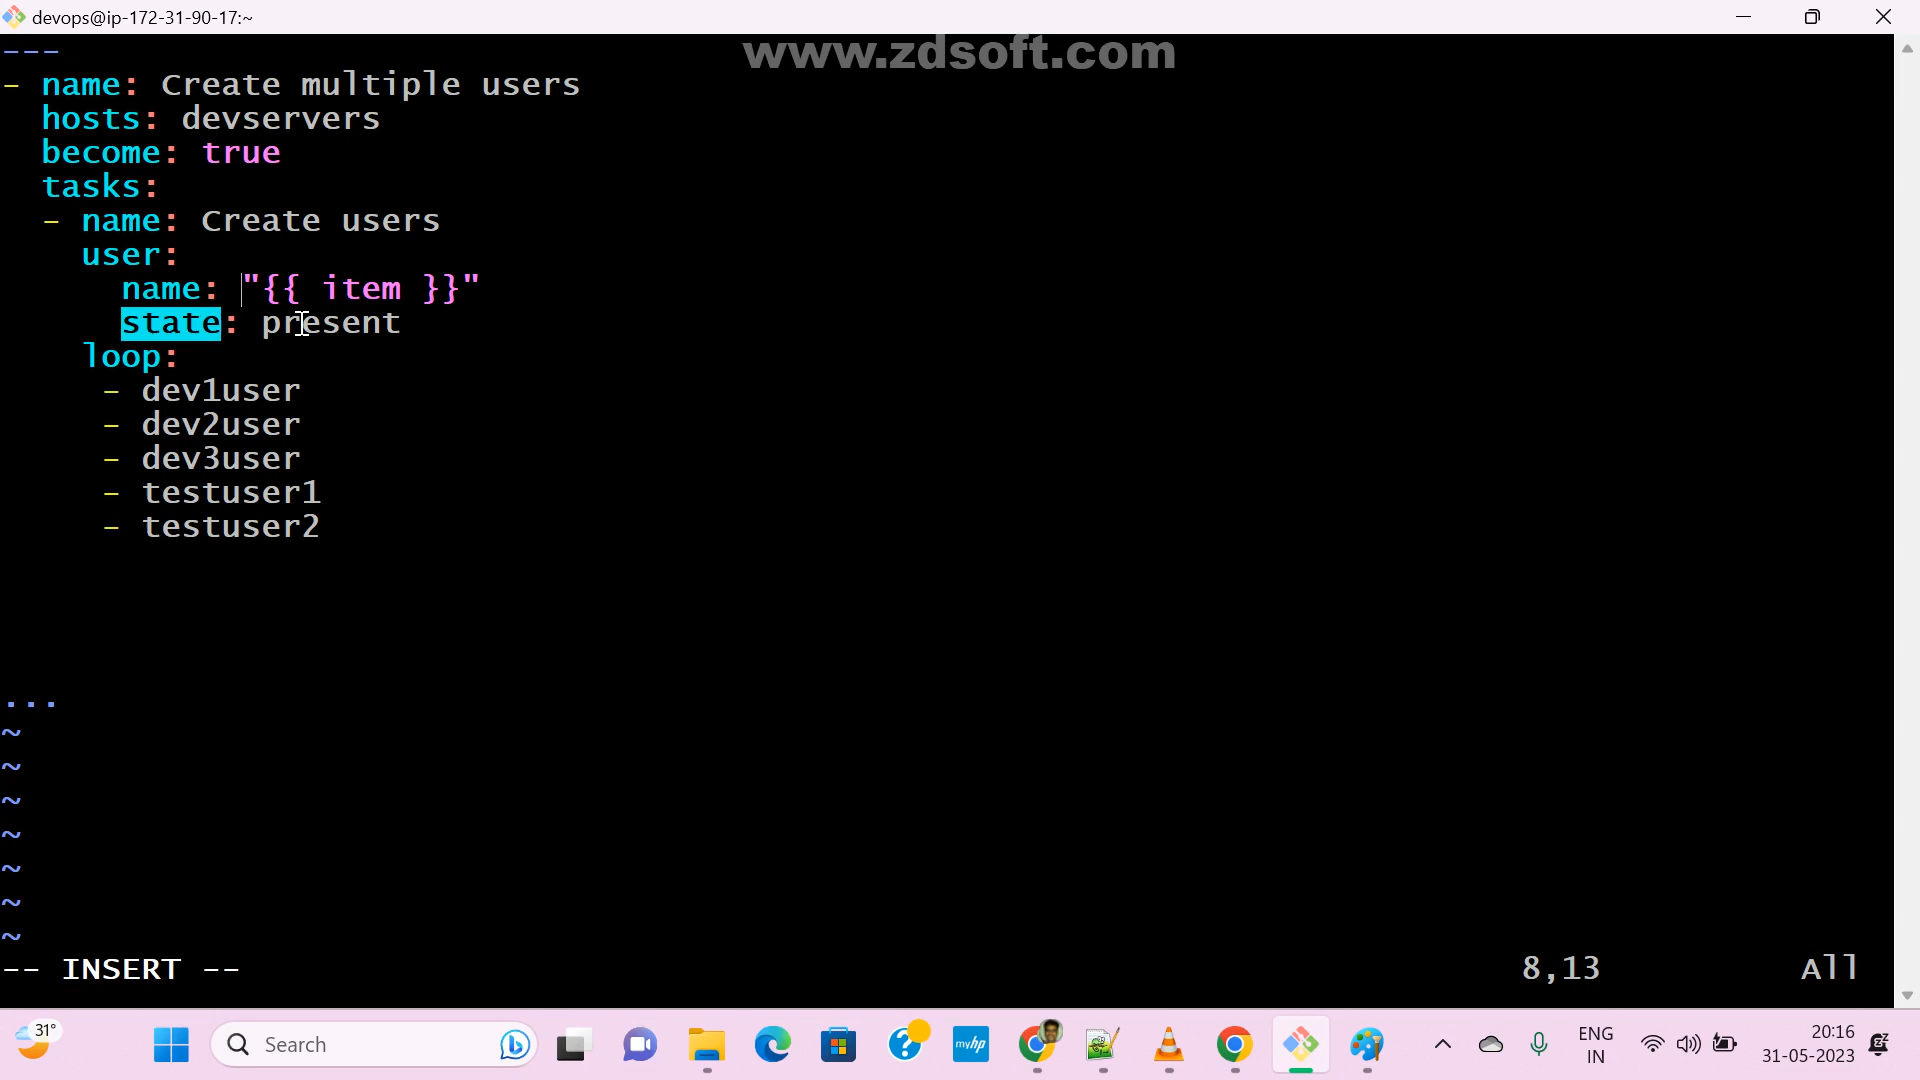 devops@ip-172-31-90-17:~
www.zdsoft.com
---
- name: Create multiple users
  hosts: devservers
  become: true
  tasks:
  - name: Create users
    user:
      name: "{{ item }}"
      state: present
    loop:
     - dev1user
     - dev2user
     - dev3user
     - testuser1
     - testuser2
...
~
~
~
~
~
~
~
-- INSERT --
8,13
All
31°
Search
myhp
ENG
IN
20:16
31-05-2023